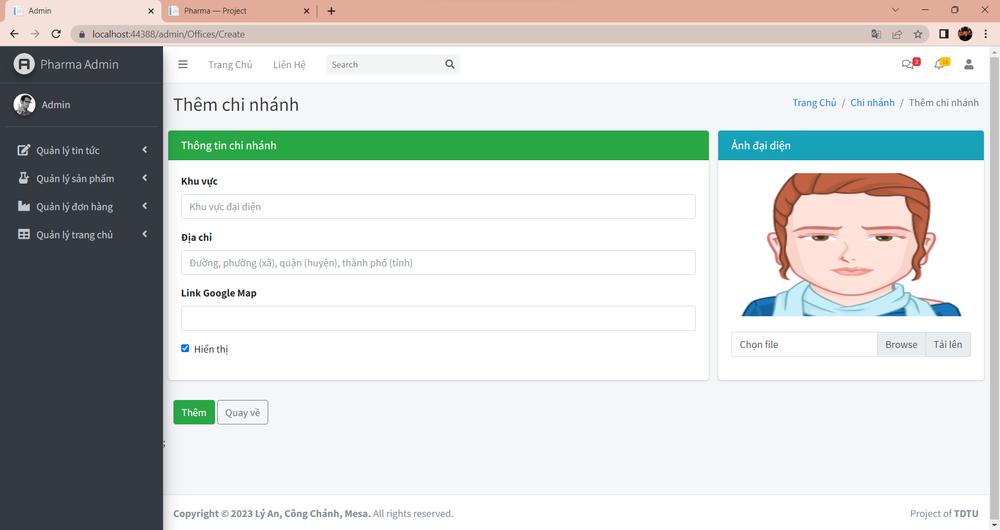 Admin
Pharma — Project
localhost:44388/admin/Offices/Create
Pharma Admin
Trang Chủ
Liên Hệ
Search
3
15
Admin
Thêm chi nhánh
Trang Chủ / Chi nhánh / Thêm chi nhánh
Quản lý tin tức
Quản lý sản phẩm
Quản lý đơn hàng
Quản lý trang chủ
Thông tin chi nhánh
Khu vực
Khu vực đại diện
Địa chỉ
Đường, phường (xã), quận (huyện), thành phố (tỉnh)
Link Google Map
Hiển thị
Ảnh đại diện
Chọn file
Browse
Tải lên
Thêm
Quay về
;
Copyright © 2023 Lý An, Công Chánh, Mesa. All rights reserved.
Project of TDTU